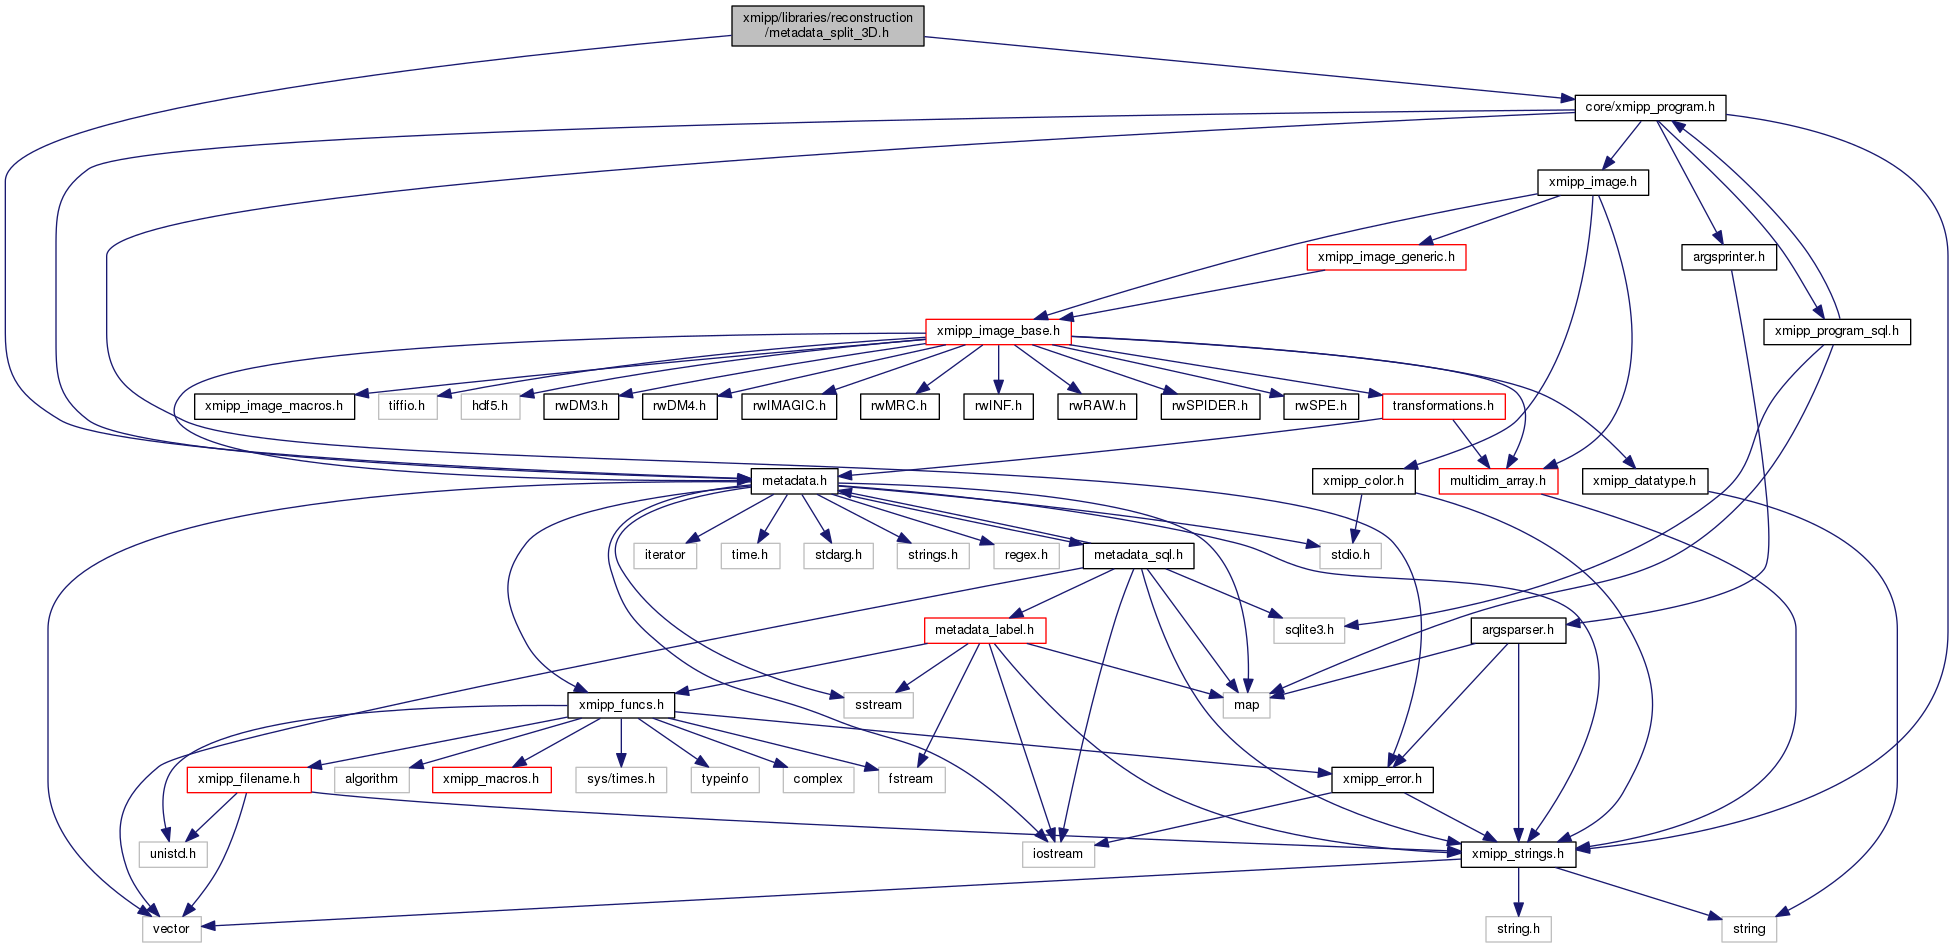 xmipp/libraries/reconstruction
/metadata_split_3D.h
core/xmipp_program.h
xmipp_image.h
xmipp_image_generic.h
argsprinter.h
xmipp_image_base.h
xmipp_program_sql.h
xmipp_image_macros.h
tiffio.h
hdf5.h
rwDM3.h
rwDM4.h
rwIMAGIC.h
rwMRC.h
rwINF.h
rwRAW.h
rwSPIDER.h
rwSPE.h
transformations.h
metadata.h
xmipp_color.h
multidim_array.h
xmipp_datatype.h
iterator
time.h
stdarg.h
strings.h
regex.h
metadata_sql.h
stdio.h
metadata_label.h
sqlite3.h
argsparser.h
xmipp_funcs.h
sstream
map
xmipp_filename.h
algorithm
xmipp_macros.h
sys/times.h
typeinfo
complex
fstream
xmipp_error.h
unistd.h
iostream
xmipp_strings.h
vector
string.h
string